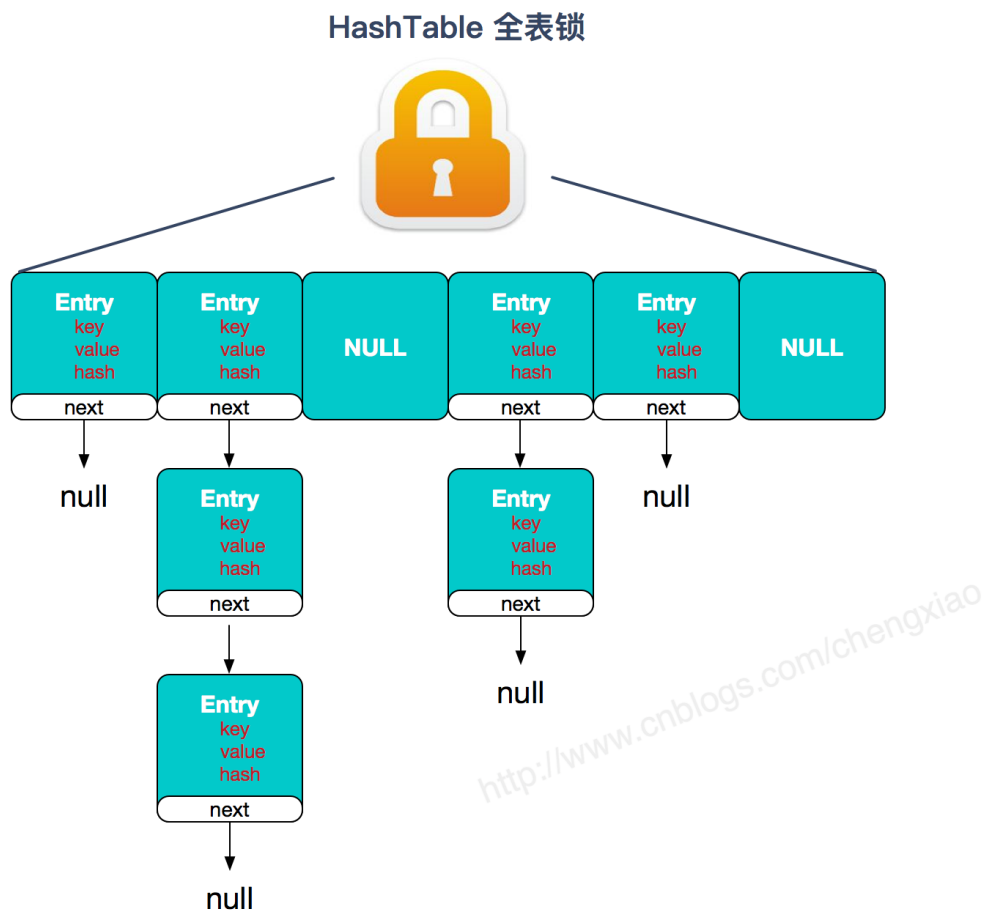 HashTable 全表锁
Entry
key
value
hash
next
Entry
key
value
hash
next
NULL
Entry
key
value
hash
next
Entry
key
value
hash
next
NULL
null
Entry
key
value
hash
next
Entry
key
value
hash
next
null
Entry
key
value
hash
next
null
null
http://www.cnblogs.com/chengxiao